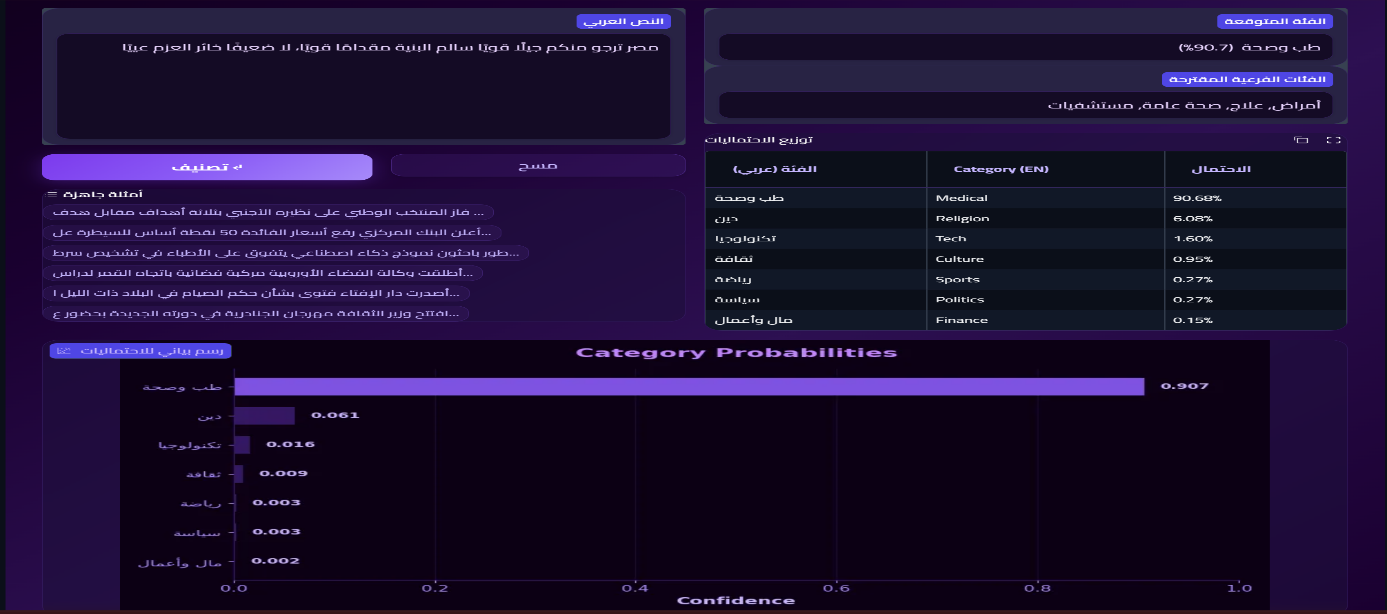 النص العربي
مصر ترجو منكم جيلًا قويًا سالم البنية مقدامًا قويًا، لا ضعيفًا خائر العزم عييًا
تصنيف
مسح
أمثلة جاهزة
فاز المنتخب الوطني على نظيره الأجنبي بثلاثة أهداف مقابل هدف ...
أعلن البنك المركزي رفع أسعار الفائدة 50 نقطة أساس للسيطرة عل...
طور باحثون نموذج ذكاء اصطناعي يتفوق على الأطباء في تشخيص سرط...
أطلقت وكالة الفضاء الأوروبية مركبة فضائية باتجاه القمر لدراس...
أصدرت دار الإفتاء فتوى بشأن حكم الصيام في البلاد ذات الليل ا...
افتتح وزير الثقافة مهرجان الجنادرية في دورته الجديدة بحضور ع...
الفئة المتوقعة
طب وصحة (90.7%)
الفئات الفرعية المقترحة
أمراض, علاج, صحة عامة, مستشفيات
توزيع الاحتماليات
الفئة (عربي) Category (EN) الاحتمال
طب وصحة Medical 90.68%
دين Religion 6.08%
تكنولوجيا Tech 1.60%
ثقافة Culture 0.95%
رياضة Sports 0.27%
سياسة Politics 0.27%
مال وأعمال Finance 0.15%
رسم بياني للاحتماليات
Category Probabilities
طب وصحة 0.907
دين 0.061
تكنولوجيا 0.016
ثقافة 0.009
رياضة 0.003
سياسة 0.003
مال وأعمال 0.002
0.0 0.2 0.4 0.6 0.8 1.0
Confidence